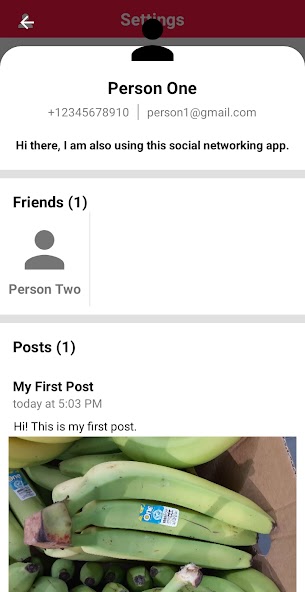 Settings
Person One
+12345678910 person1@gmail.com
Hi there, I am also using this social networking app.
Friends (1)
Person Two
Posts (1)
My First Post
today at 5:03 PM
Hi! This is my first post.